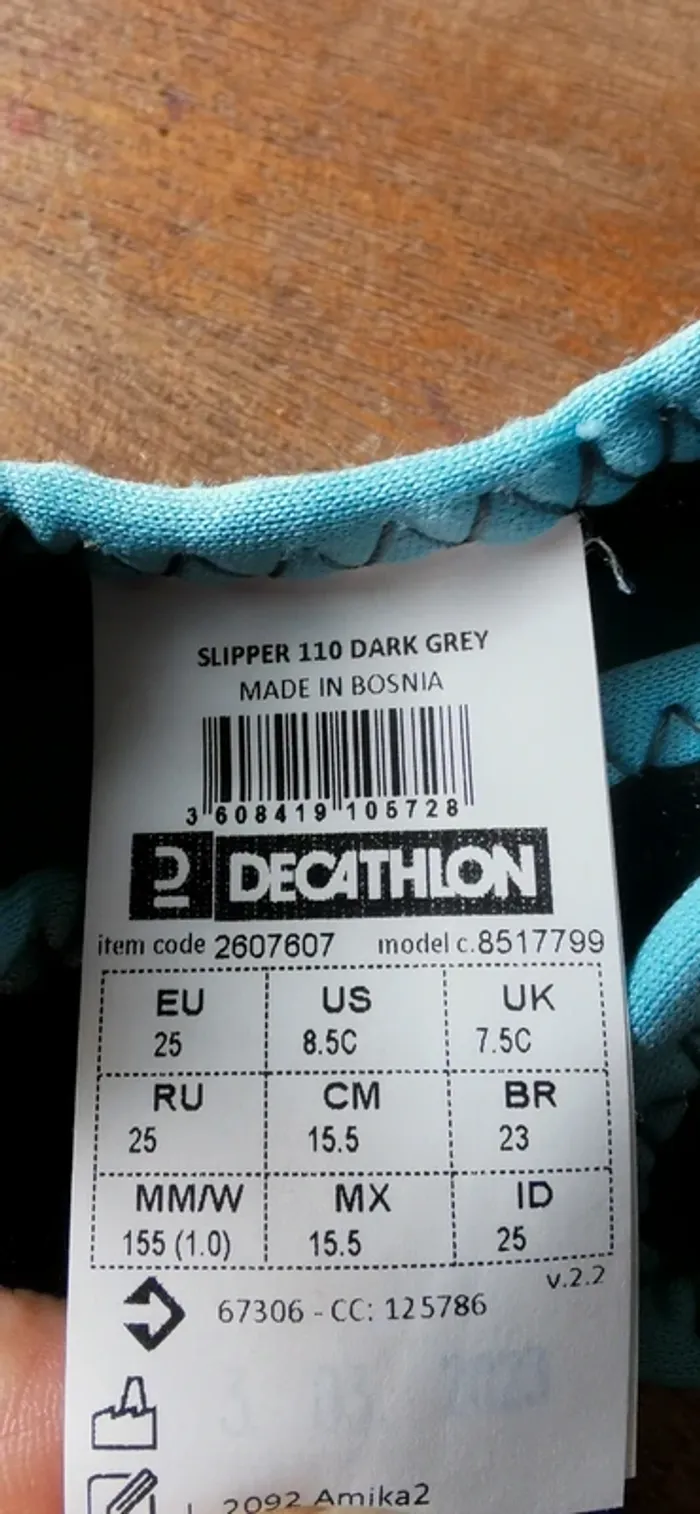 SLIPPER 110 DARK GREY
MADE IN BOSNIA
3 608419 105728
DECATHLON
item code 2607607 model c.8517799
EU US UK
25 8.5C 7.5C
RU CM BR
25 15.5 23
MM/W MX ID
155 (1.0) 15.5 25
v.2.2
67306 - CC: 125786
2092 Amika2